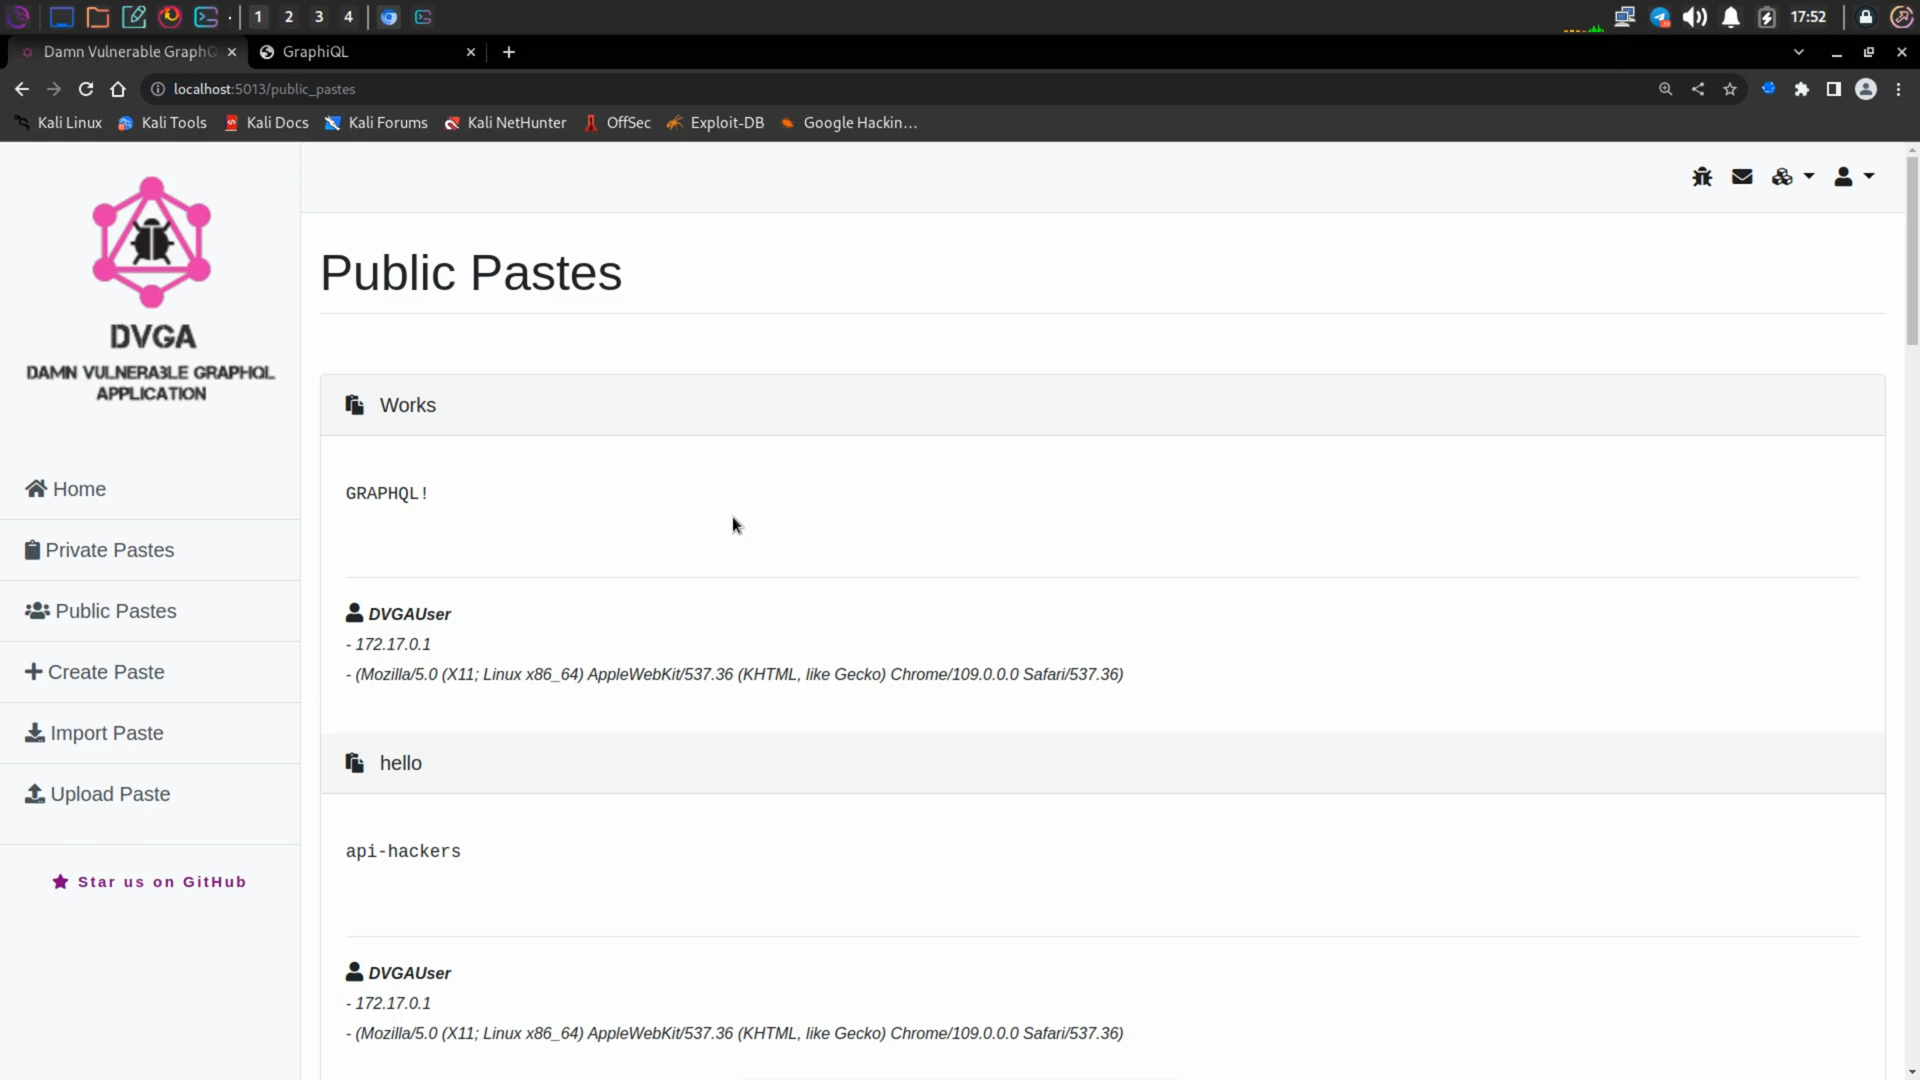 1 2 3 4 17:52
Damn Vulnerable GraphQ GraphiQL
localhost:5013/public_pastes
Kali Linux Kali Tools Kali Docs Kali Forums Kali NetHunter OffSec Exploit-DB Google Hackin…
DVGA
DAMN VULNERA3LE GRAPHQL
APPLICATION
Home
Private Pastes
Public Pastes
Create Paste
Import Paste
Upload Paste
Star us on GitHub
Public Pastes
Works
GRAPHQL!
DVGAUser
- 172.17.0.1
- (Mozilla/5.0 (X11; Linux x86_64) AppleWebKit/537.36 (KHTML, like Gecko) Chrome/109.0.0.0 Safari/537.36)
hello
api-hackers
DVGAUser
- 172.17.0.1
- (Mozilla/5.0 (X11; Linux x86_64) AppleWebKit/537.36 (KHTML, like Gecko) Chrome/109.0.0.0 Safari/537.36)